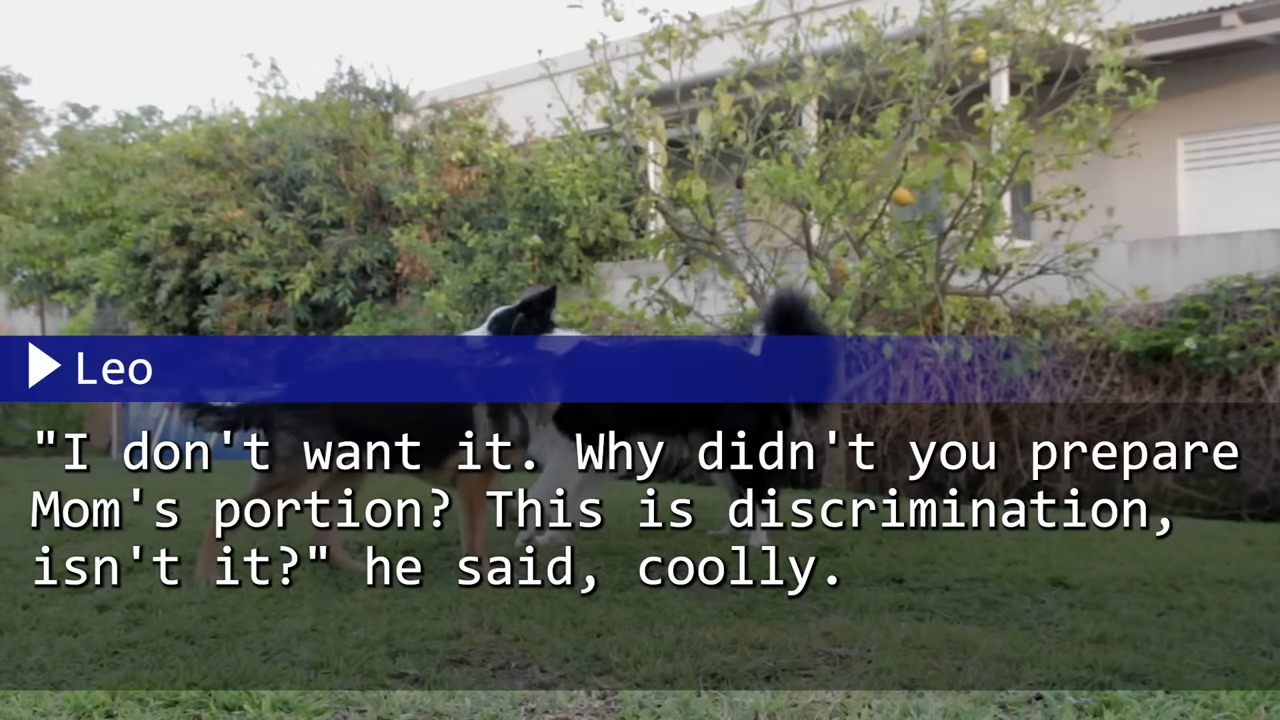 Leo
"I don't want it. Why didn't you prepare
Mom's portion? This is discrimination,
isn't it?" he said, coolly.